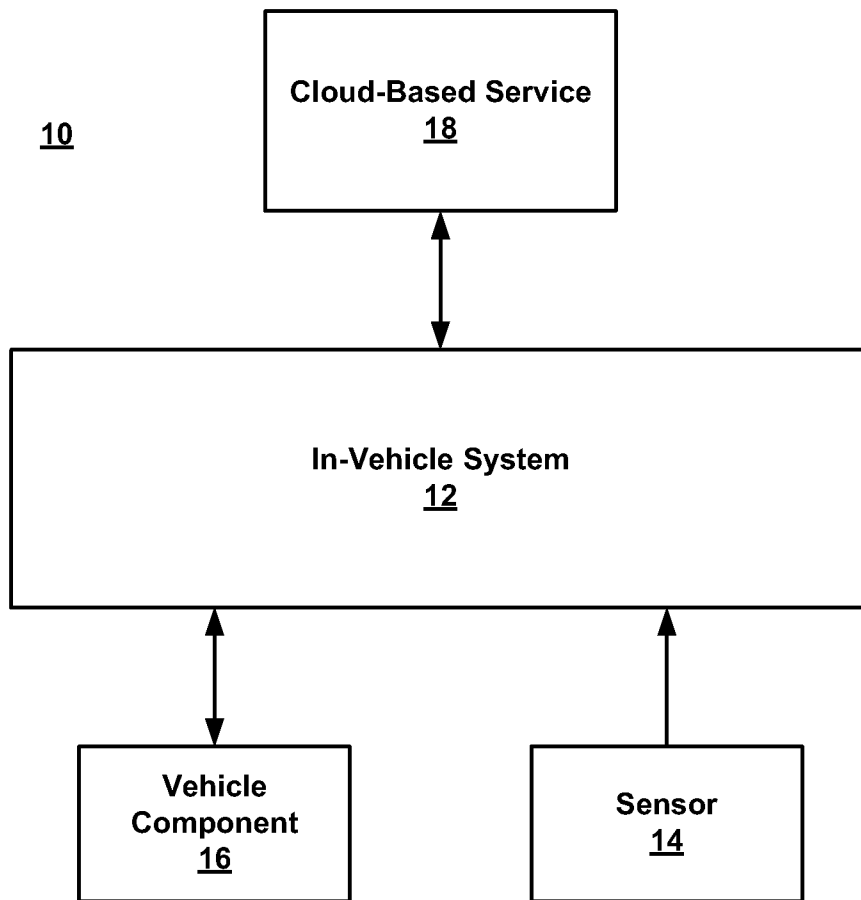 Cloud-Based Service
18
10
In-Vehicle System
12
Vehicle
Component
16
Sensor
14